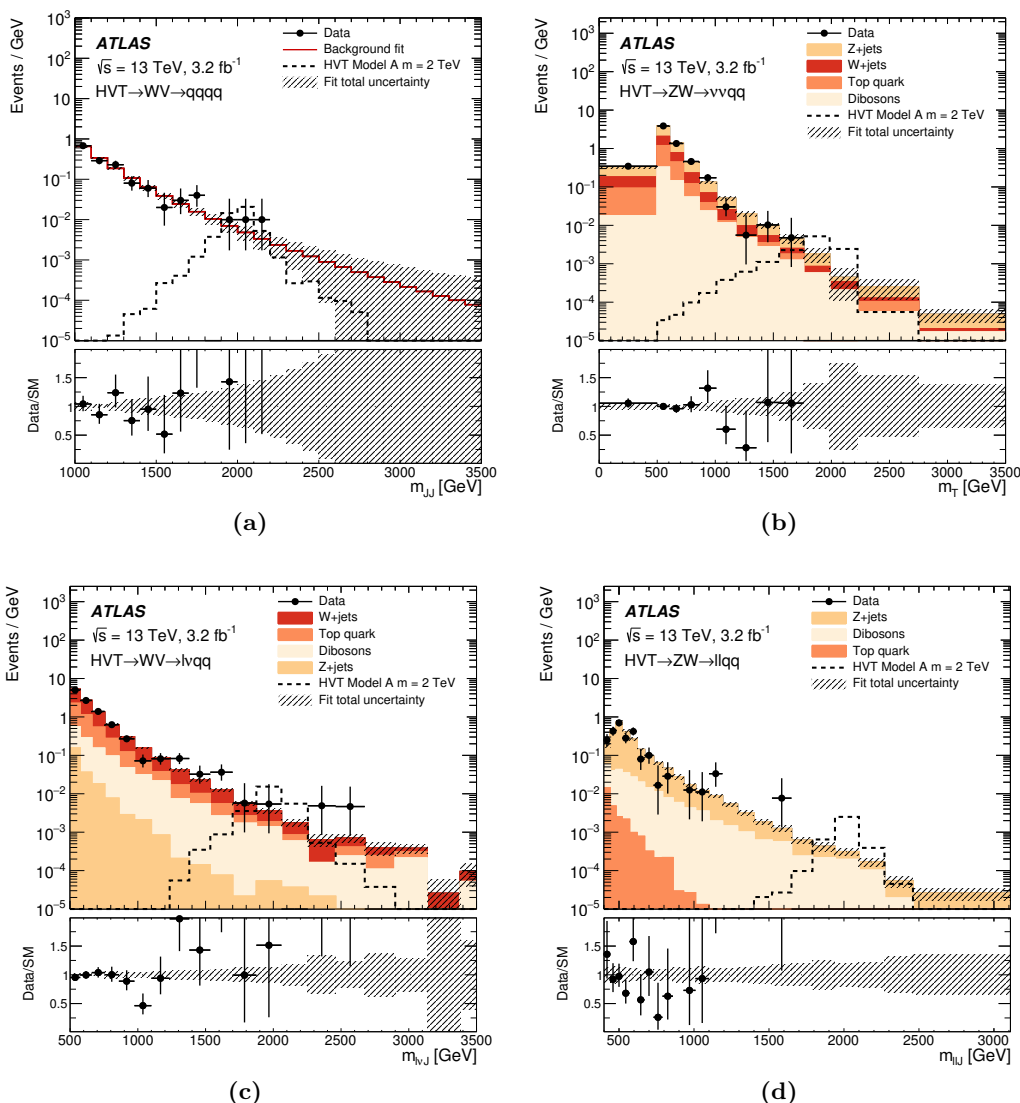 Events / GeV
10³
10²
10
1
10⁻¹
10⁻²
10⁻³
10⁻⁴
10⁻⁵
ATLAS
√s = 13 TeV, 3.2 fb⁻¹
HVT→WV→qqqq
Data
Background fit
HVT Model A m = 2 TeV
Fit total uncertainty
Data/SM
1.5
1
0.5
1000 1500 2000 2500 3000 3500
m_JJ [GeV]
(a)
Events / GeV
10³
10²
10
1
10⁻¹
10⁻²
10⁻³
10⁻⁴
10⁻⁵
ATLAS
√s = 13 TeV, 3.2 fb⁻¹
HVT→ZW→ννqq
Data
Z+jets
W+jets
Top quark
Dibosons
HVT Model A m = 2 TeV
Fit total uncertainty
Data/SM
1.5
1
0.5
0 500 1000 1500 2000 2500 3000 3500
m_T [GeV]
(b)
Events / GeV
10³
10²
10
1
10⁻¹
10⁻²
10⁻³
10⁻⁴
10⁻⁵
ATLAS
√s = 13 TeV, 3.2 fb⁻¹
HVT→WV→lνqq
Data
W+jets
Top quark
Dibosons
Z+jets
HVT Model A m = 2 TeV
Fit total uncertainty
Data/SM
1.5
1
0.5
500 1000 1500 2000 2500 3000 3500
m_lνJ [GeV]
(c)
Events / GeV
10³
10²
10
1
10⁻¹
10⁻²
10⁻³
10⁻⁴
10⁻⁵
ATLAS
√s = 13 TeV, 3.2 fb⁻¹
HVT→ZW→llqq
Data
Z+jets
Dibosons
Top quark
HVT Model A m = 2 TeV
Fit total uncertainty
Data/SM
1.5
1
0.5
500 1000 1500 2000 2500 3000
m_llJ [GeV]
(d)